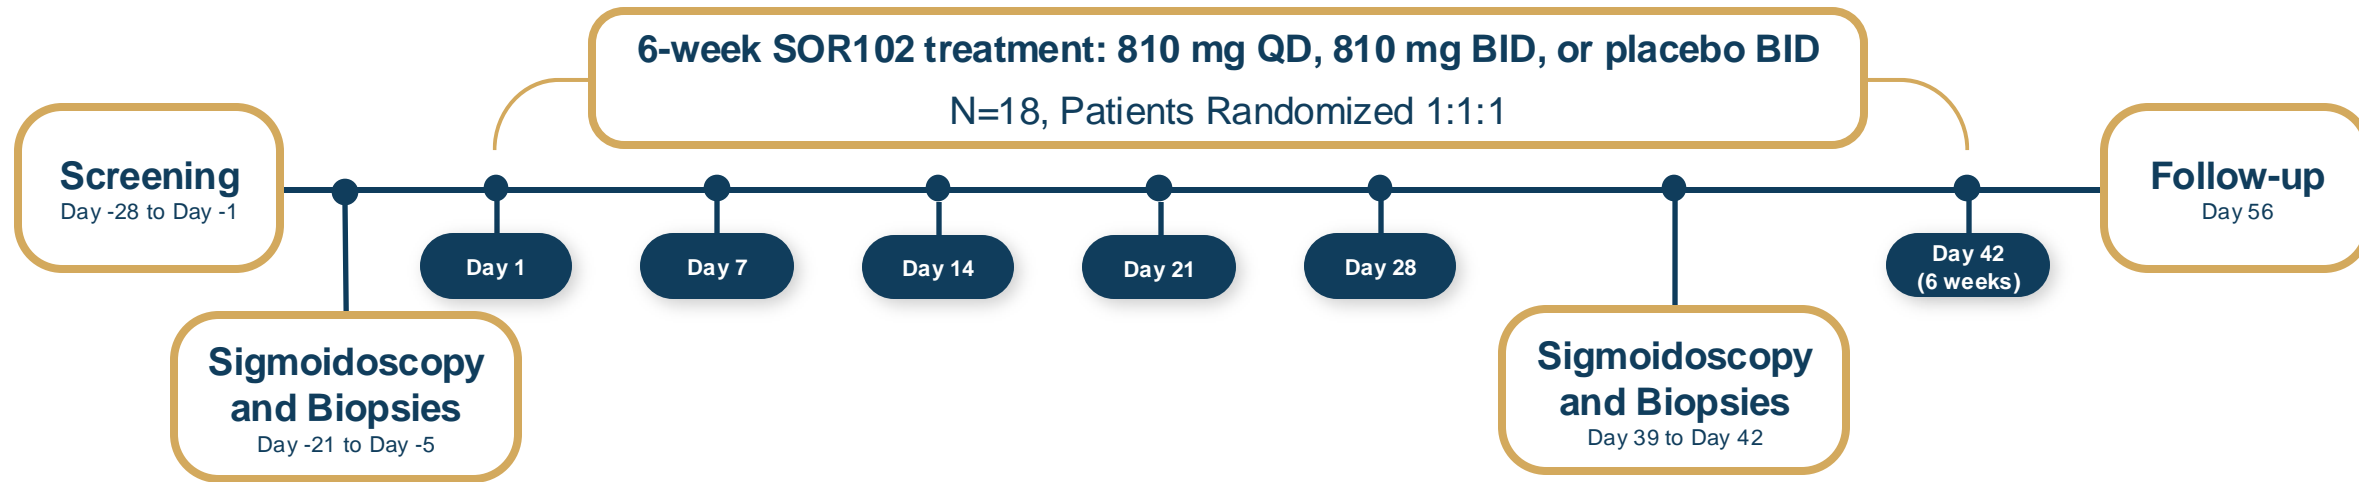 6-week SOR102 treatment: 810 mg QD, 810 mg BID, or placebo BID
N=18, Patients Randomized 1:1:1
Screening
Day -28 to Day -1
Follow-up
Day 56
Day 1
Day 7
Day 14
Day 21
Day 28
Day 42
(6 weeks)
Sigmoidoscopy
and Biopsies
Day -21 to Day -5
Sigmoidoscopy
and Biopsies
Day 39 to Day 42